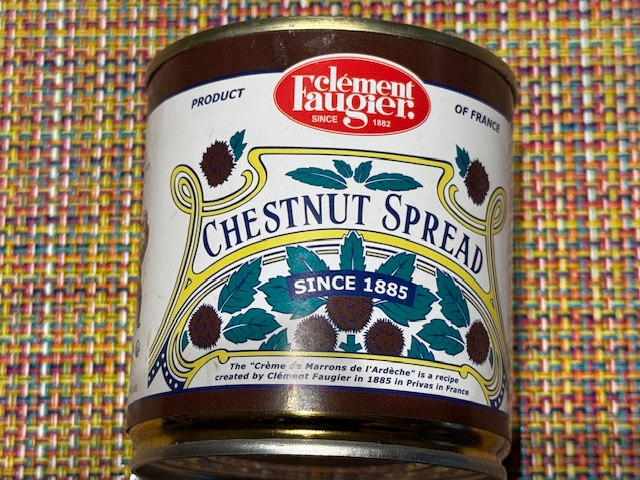 clément
Faugier.
SINCE 1882
PRODUCT
OF FRANCE
CHESTNUT SPREAD
SINCE 1885
The "Crème de Marrons de l'Ardèche" is a recipe
created by Clément Faugier in 1885 in Privas in France